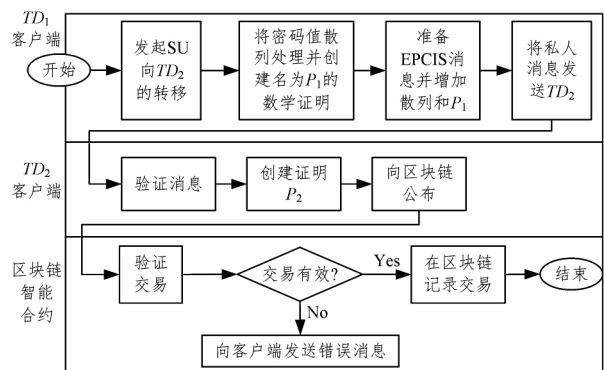 TD₁
客户端
开始
发起SU
向TD₂
的转移
将密码值散
列处理并创
建名为P₁的
数学证明
准备
EPCIS消
息并增加
散列和P₁
将私人
消息发
送TD₂
TD₂
客户端
验证消息
创建证明
P₂
向区块链
公布
区块链
智能
合约
验证
交易
交易有效?
Yes
No
在区块链
记录交易
结束
向客户端发送错误消息